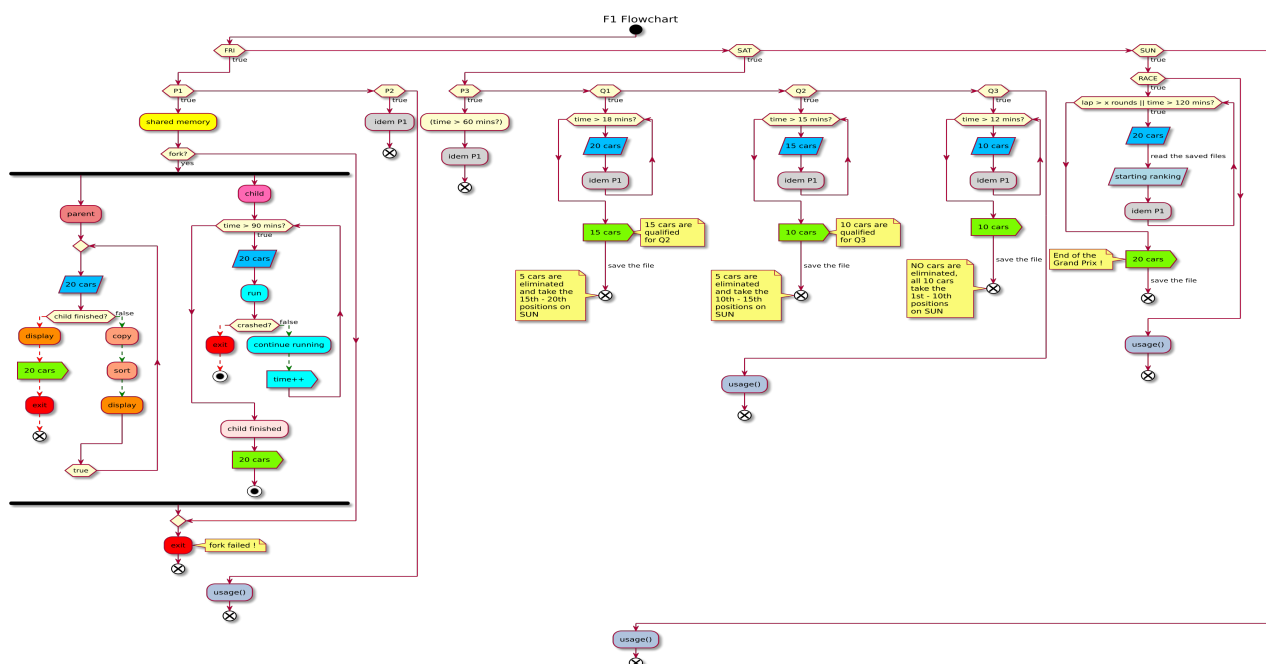 F1 Flowchart
FRI
true
SAT
true
SUN
true
P1
true
shared memory
fork?
yes
parent
20 cars
child finished?
false
display
20 cars
exit
copy
sort
display
true
child
time > 90 mins?
true
20 cars
run
crashed?
false
exit
continue running
time++
child finished
20 cars
exit
fork failed !
P2
true
idem P1
usage()
P3
true
(time > 60 mins?)
idem P1
Q1
true
time > 18 mins?
20 cars
idem P1
15 cars
15 cars are
qualified
for Q2
save the file
5 cars are
eliminated
and take the
15th - 20th
positions on
SUN
Q2
true
time > 15 mins?
15 cars
idem P1
10 cars
10 cars are
qualified
for Q3
save the file
5 cars are
eliminated
and take the
10th - 15th
positions on
SUN
Q3
true
time > 12 mins?
10 cars
idem P1
10 cars
save the file
NO cars are
eliminated,
all 10 cars
take the
1st - 10th
positions
on SUN
usage()
RACE
true
lap > x rounds || time > 120 mins?
true
20 cars
read the saved files
starting ranking
idem P1
End of the
Grand Prix !
20 cars
save the file
usage()
usage()